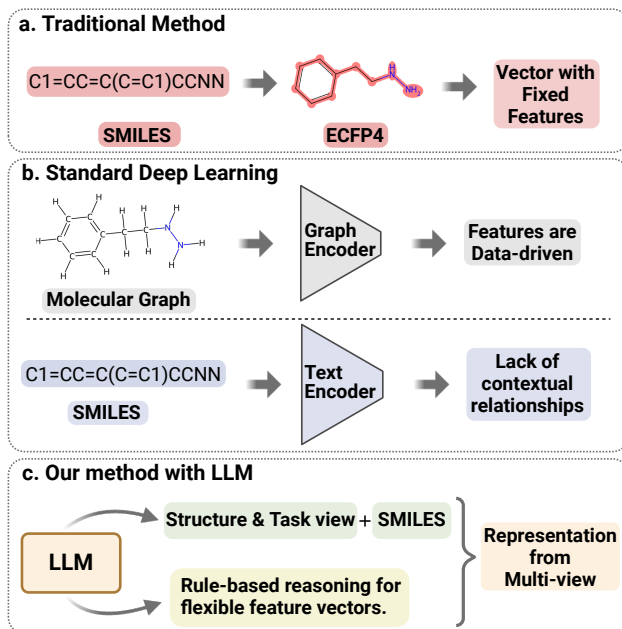 a. Traditional Method
C1=CC=C(C=C1)CCNN
SMILES
H
N
NH2
ECFP4
Vector with
Fixed
Features
b. Standard Deep Learning
H
H
H
H
H
H
H
H
H
H
N
N
H
H
Molecular Graph
Graph
Encoder
Features are
Data-driven
C1=CC=C(C=C1)CCNN
SMILES
Text
Encoder
Lack of
contextual
relationships
c. Our method with LLM
LLM
Structure & Task view + SMILES
Rule-based reasoning for
flexible feature vectors.
Representation
from
Multi-view